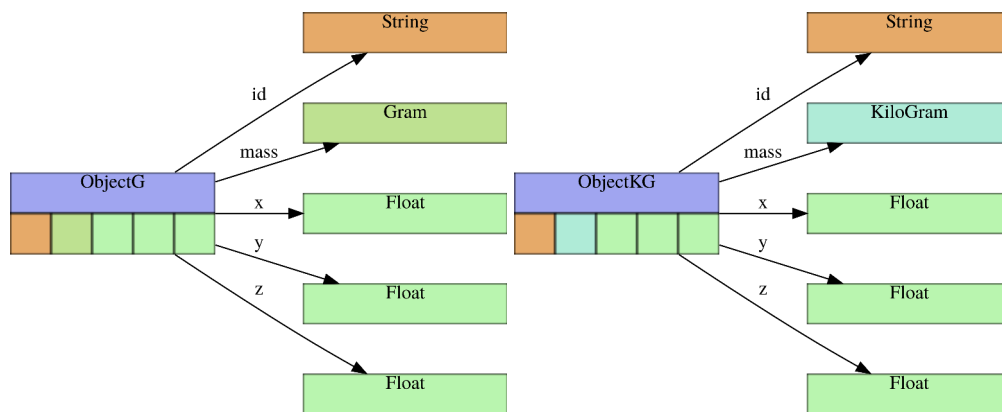 String
String
id
id
Gram
KiloGram
mass
mass
ObjectG
ObjectKG
x
Float
x
Float
y
y
Float
Float
z
z
Float
Float